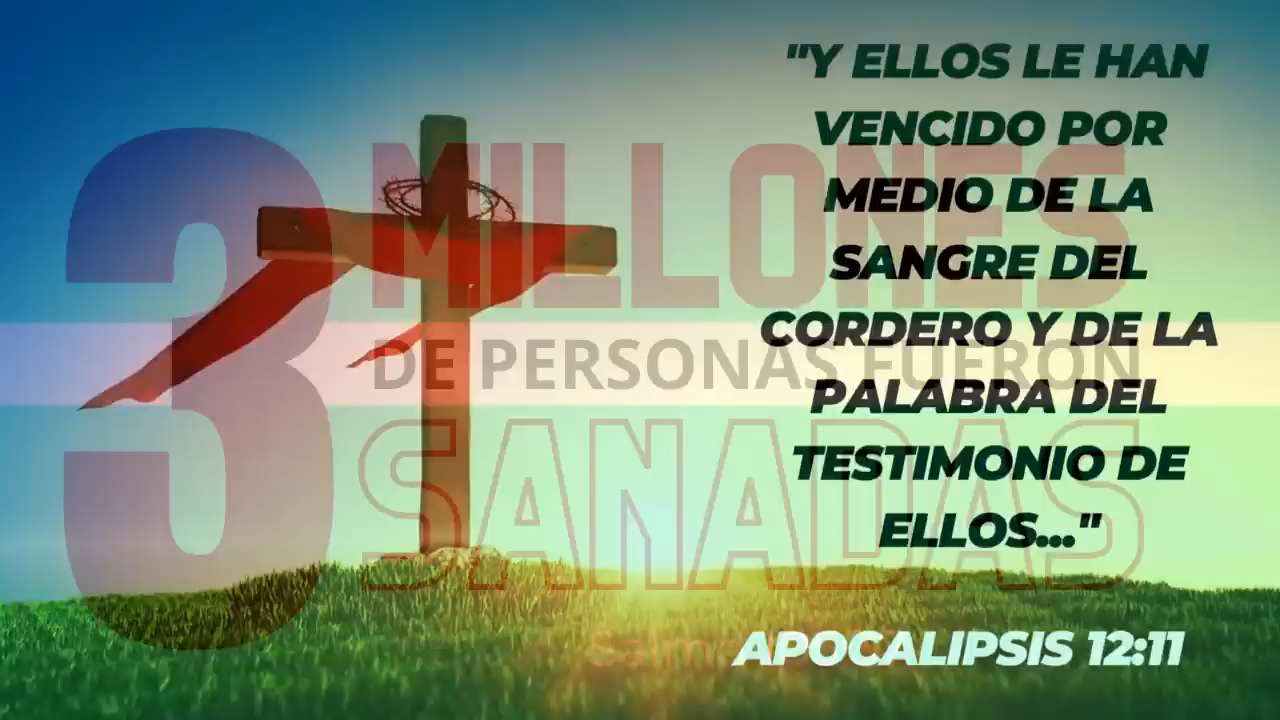 "Y ELLOS LE HAN
VENCIDO POR
MEDIO DE LA
SANGRE DEL
CORDERO Y DE LA
PALABRA DEL
TESTIMONIO DE
ELLOS..."
APOCALIPSIS 12:11
3 MILLONES
DE PERSONAS FUERON
SANADAS